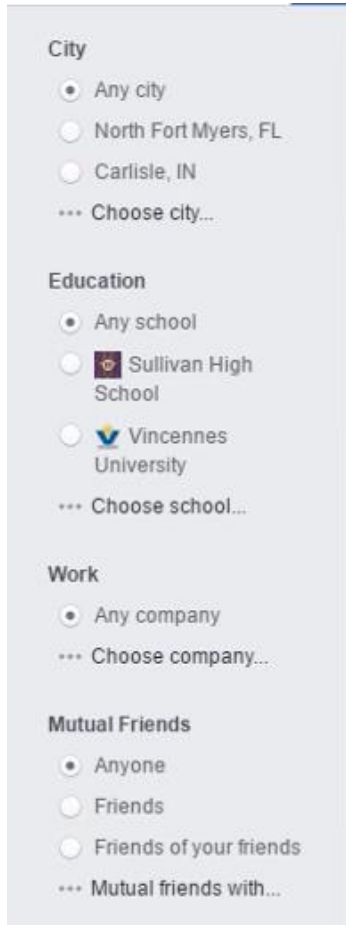 City
Any city
North Fort Myers, FL
Carlisle, IN
Choose city...
Education
Any school
Sullivan High
School
Vincennes
University
Choose school...
Work
Any company
Choose company...
Mutual Friends
Anyone
Friends
Friends of your friends
Mutual friends with...